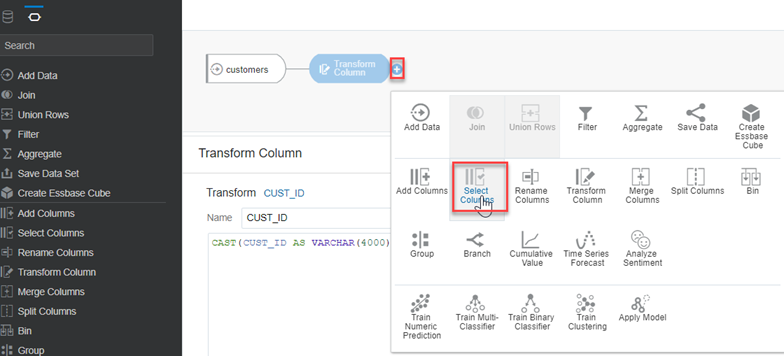 Search
Add Data
Join
Union Rows
Filter
Aggregate
Save Data Set
Create Essbase Cube
Add Columns
Select Columns
Rename Columns
Transform Column
Merge Columns
Split Columns
Bin
Group
customers
Transform
Column
Transform Column
Transform CUST_ID
Name CUST_ID
CAST(CUST_ID AS VARCHAR(4000)
Add Data
Join
Union Rows
Filter
Aggregate
Save Data
Create
Essbase
Cube
Add Columns
Select
Columns
Rename
Columns
Transform
Column
Merge
Columns
Split Columns
Bin
Group
Branch
Cumulative
Value
Time Series
Forecast
Analyze
Sentiment
Train
Numeric
Prediction
Train Multi-
Classifier
Train Binary
Classifier
Train
Clustering
Apply Model